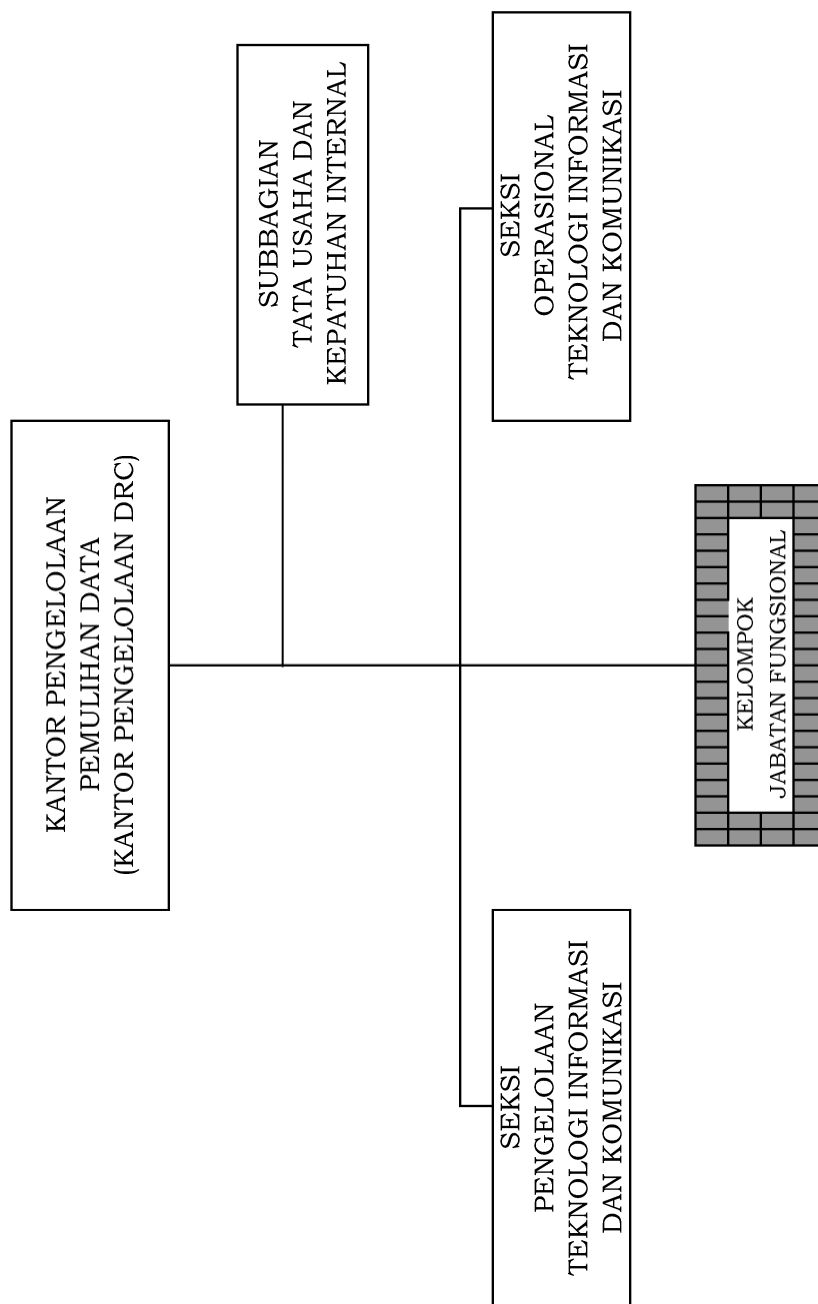 KANTOR PENGELOLAAN
PEMULIHAN DATA
(KANTOR PENGELOLAAN DRC)
SUBBAGIAN
TATA USAHA DAN
KEPATUHAN INTERNAL
SEKSI
PENGELOLAAN
TEKNOLOGI INFORMASI
DAN KOMUNIKASI
SEKSI
OPERASIONAL
TEKNOLOGI INFORMASI
DAN KOMUNIKASI
KELOMPOK
JABATAN FUNGSIONAL